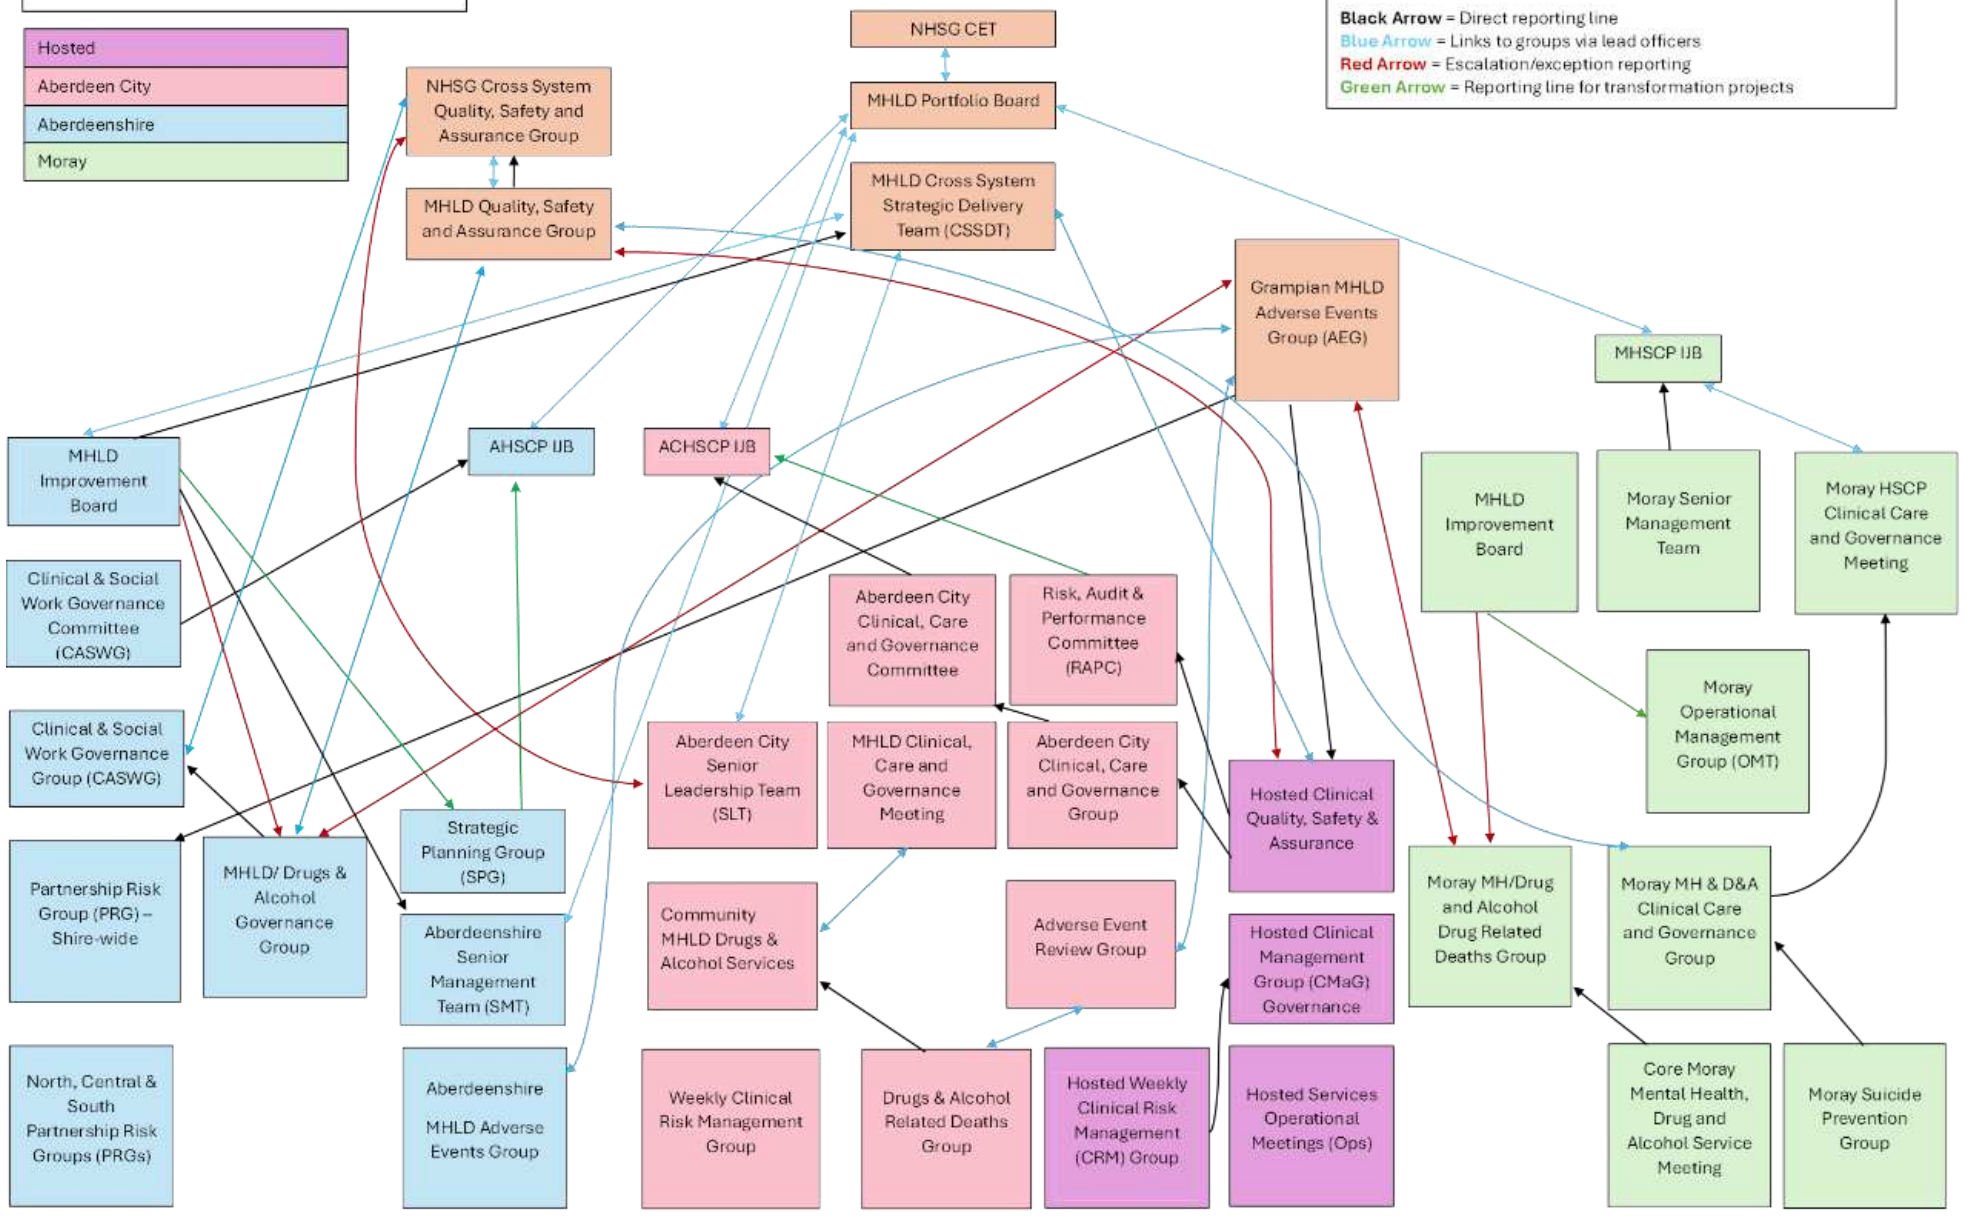 Black Arrow = Direct reporting line
Blue Arrow = Links to groups via lead officers
Red Arrow = Escalation/exception reporting
Green Arrow = Reporting line for transformation projects
Hosted
Aberdeen City
Aberdeenshire
Moray
NHSG CET
NHSG Cross System
Quality, Safety and
Assurance Group
MHLD Portfolio Board
MHLD Quality, Safety
and Assurance Group
MHLD Cross System
Strategic Delivery
Team (CSSDT)
Grampian MHLD
Adverse Events
Group (AEG)
MHSCP IJB
MHLD
Improvement
Board
AHSCP IJB
ACHSCP IJB
MHLD
Improvement
Board
Moray Senior
Management
Team
Moray HSCP
Clinical Care
and Governance
Meeting
Clinical & Social
Work Governance
Committee
(CASWG)
Aberdeen City
Clinical, Care
and Governance
Committee
Risk, Audit &
Performance
Committee
(RAPC)
Moray
Operational
Management
Group (OMT)
Clinical & Social
Work Governance
Group (CASWG)
Aberdeen City
Senior
Leadership Team
(SLT)
MHLD Clinical,
Care and
Governance
Meeting
Aberdeen City
Clinical, Care
and Governance
Group
Hosted Clinical
Quality, Safety &
Assurance
Partnership Risk
Group (PRG) –
Shire-wide
MHLD/ Drugs &
Alcohol
Governance
Group
Strategic
Planning Group
(SPG)
Aberdeenshire
Senior
Management
Team (SMT)
Community
MHLD Drugs &
Alcohol Services
Adverse Event
Review Group
Hosted Clinical
Management
Group (CMaG)
Governance
Moray MH/Drug
and Alcohol
Drug Related
Deaths Group
Moray MH & D&A
Clinical Care
and Governance
Group
North, Central &
South
Partnership Risk
Groups (PRGs)
Aberdeenshire
MHLD Adverse
Events Group
Weekly Clinical
Risk Management
Group
Drugs & Alcohol
Related Deaths
Group
Hosted Weekly
Clinical Risk
Management
(CRM) Group
Hosted Services
Operational
Meetings (Ops)
Core Moray
Mental Health,
Drug and
Alcohol Service
Meeting
Moray Suicide
Prevention
Group